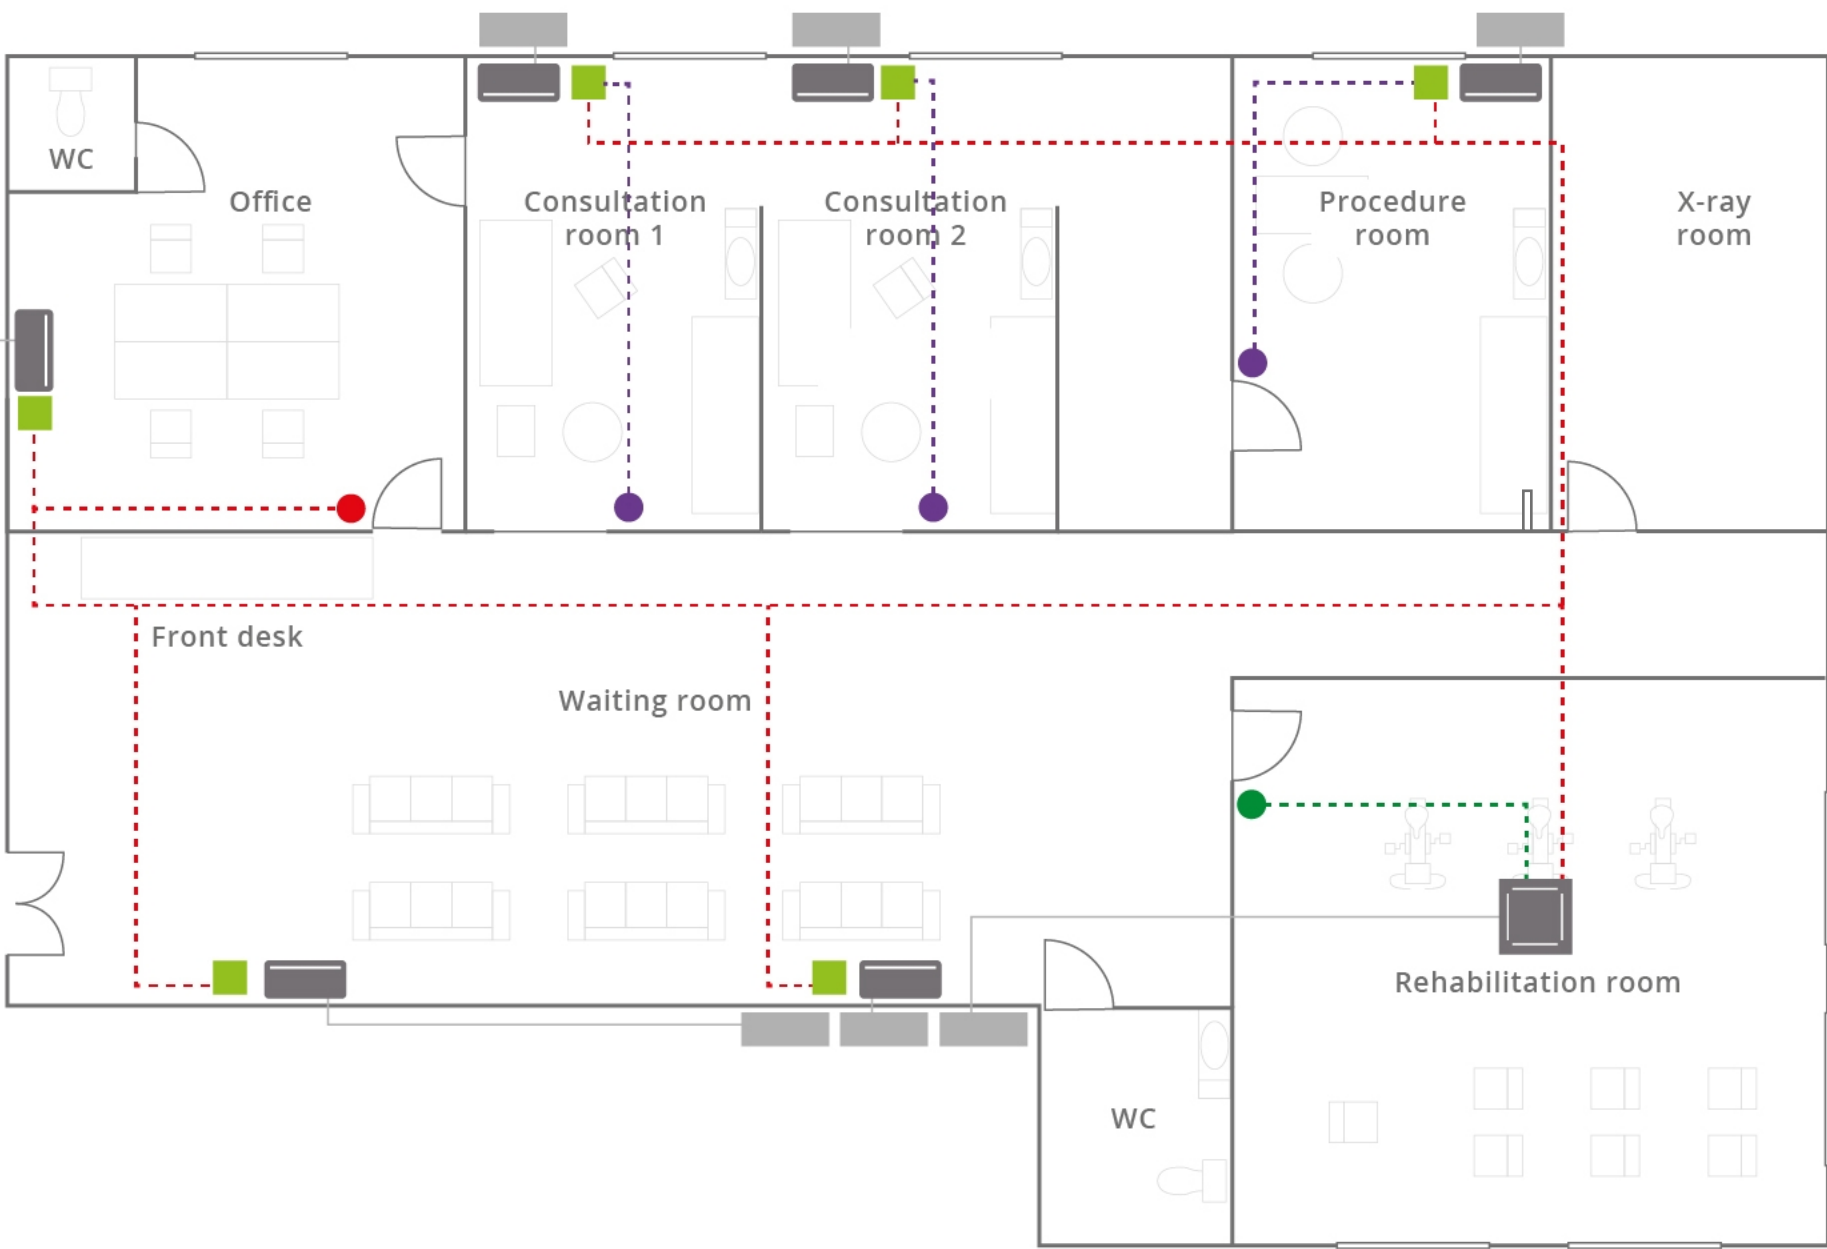 WC
Office
Consultation
room 1
Consultation
room 2
Procedure
room
X-ray
room
Front desk
Waiting room
Rehabilitation room
WC